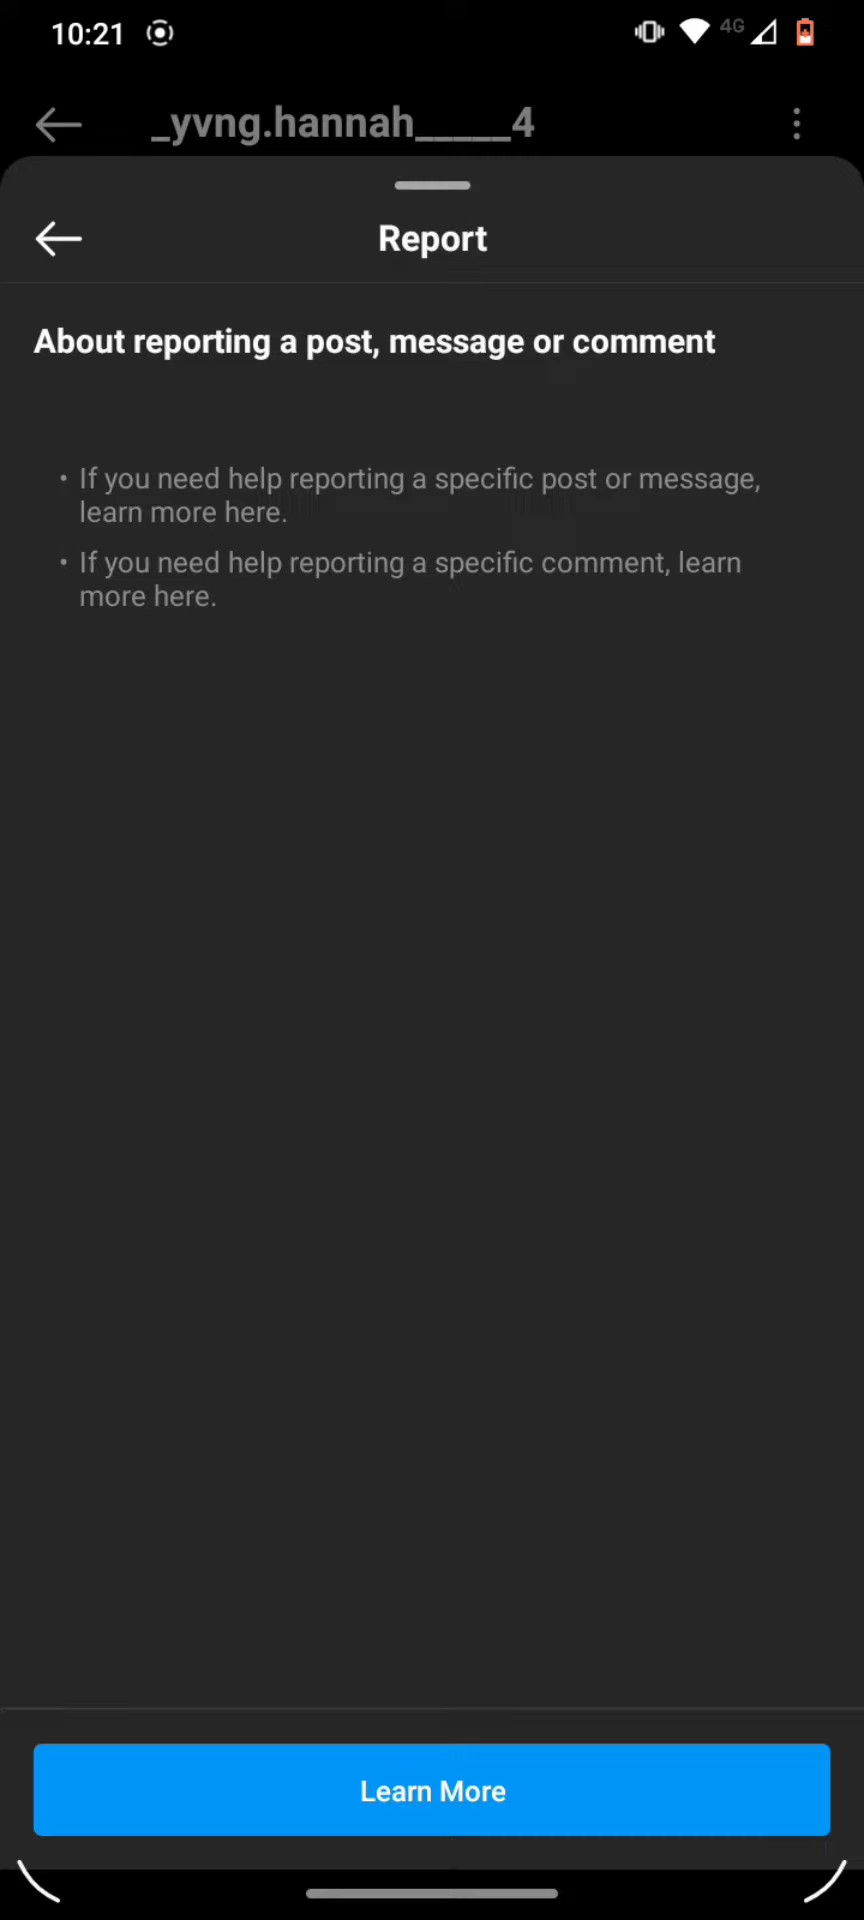 10:21
4G
_yvng.hannah_____4
Report
About reporting a post, message or comment
• If you need help reporting a specific post or message,
learn more here.
• If you need help reporting a specific comment, learn
more here.
Learn More